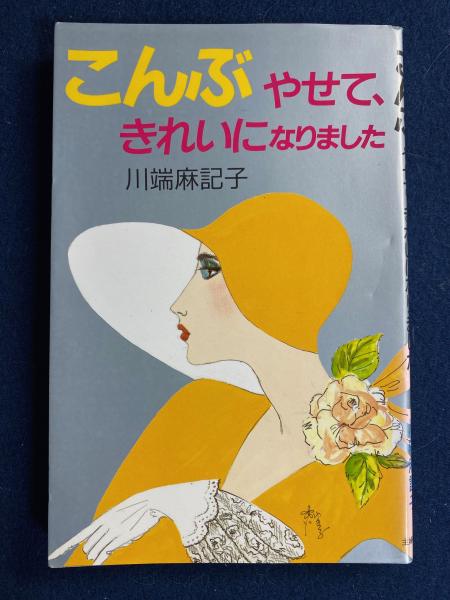 こんぶ やせて、
きれいになりました
川端麻記子